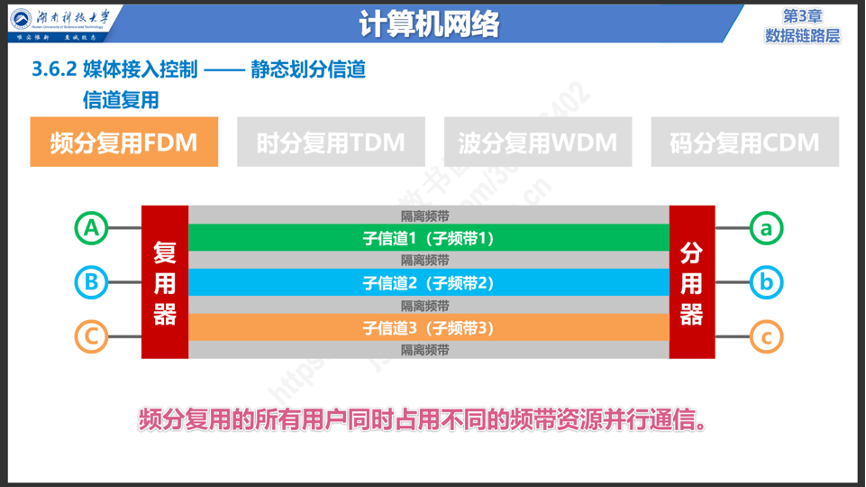 湖南科技大学
Hunan University of Science and Technology
唯实惟新 至诚致志
计算机网络
第3章
数据链路层
3.6.2 媒体接入控制 —— 静态划分信道
信道复用
频分复用FDM
时分复用TDM
波分复用WDM
码分复用CDM
隔离频带
A
子信道1（子频带1）
a
隔离频带
B
复用器
子信道2（子频带2）
分用器
b
隔离频带
C
子信道3（子频带3）
c
隔离频带
频分复用的所有用户同时占用不同的频带资源并行通信。